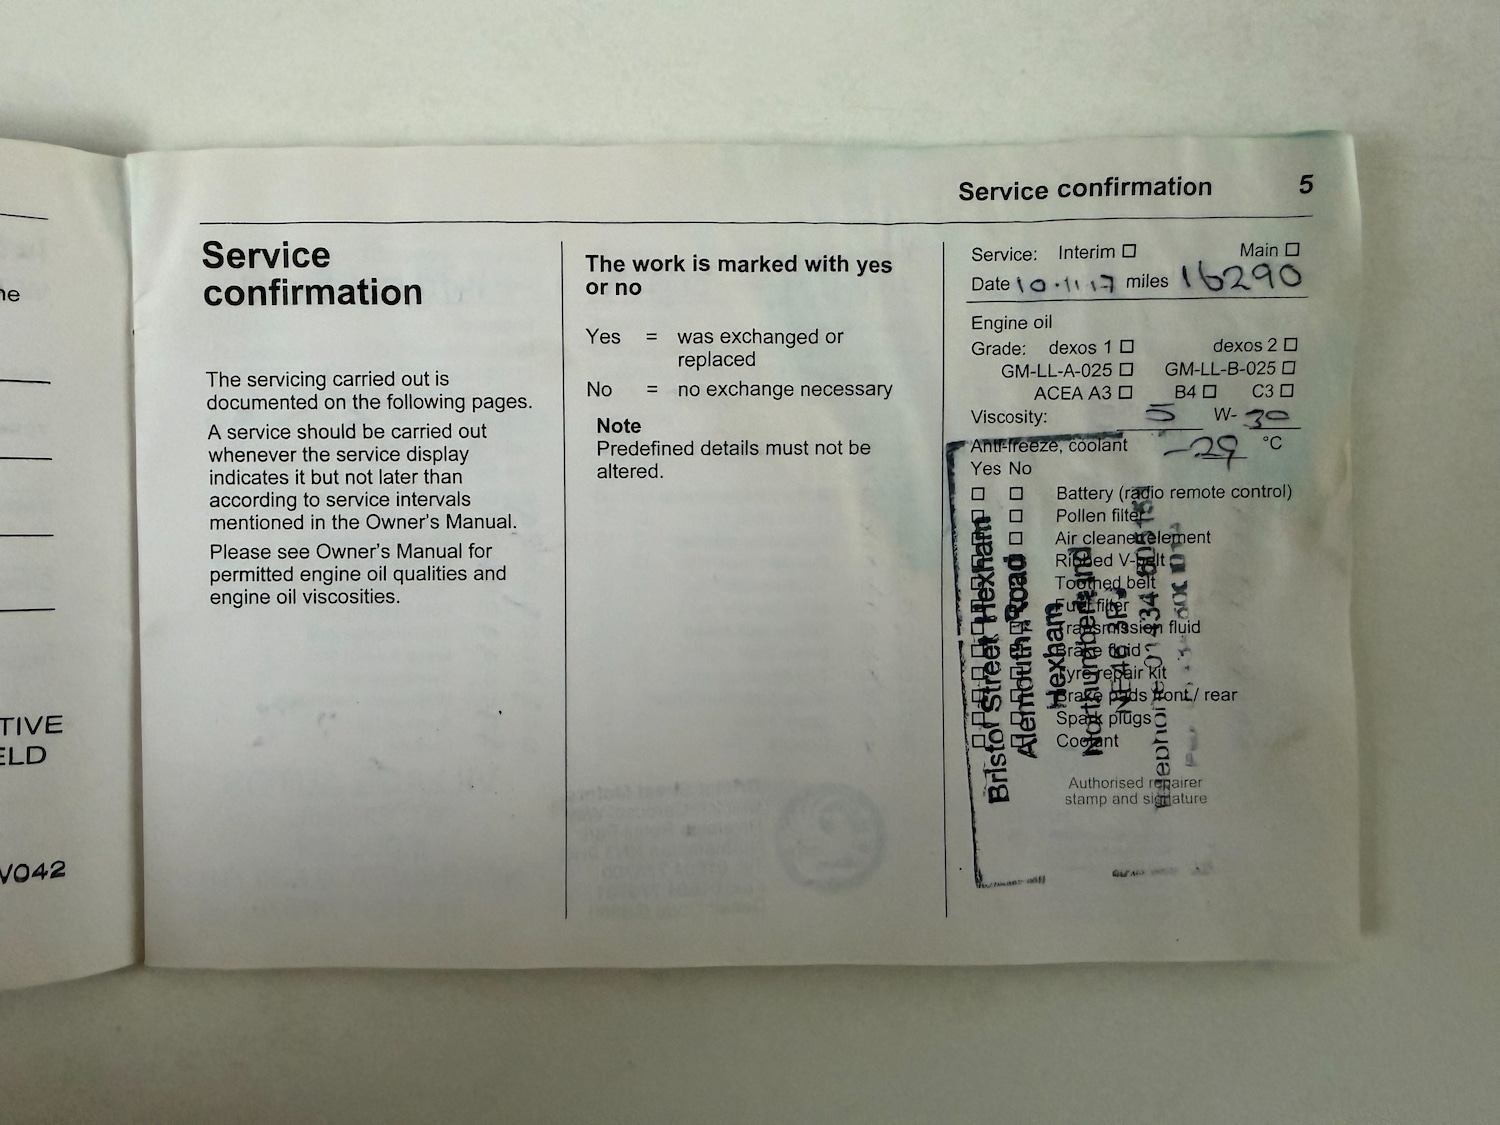 ne
TIVE
ELD
V042
Service confirmation 5
Service
confirmation
The servicing carried out is
documented on the following pages.
A service should be carried out
whenever the service display
indicates it but not later than
according to service intervals
mentioned in the Owner's Manual.
Please see Owner's Manual for
permitted engine oil qualities and
engine oil viscosities.
The work is marked with yes
or no
Yes = was exchanged or
replaced
No = no exchange necessary
Note
Predefined details must not be
altered.
Service: Interim ☐ Main ☐
Date 10.11.17 miles 16290
Engine oil
Grade: dexos 1 ☐ dexos 2 ☐
GM-LL-A-025 ☐ GM-LL-B-025 ☐
ACEA A3 ☐ B4 ☐ C3 ☐
Viscosity: 5 W- 30
Anti-freeze, coolant -29 °C
Yes No
☐ ☐ Battery (radio remote control)
☐ ☐ Pollen filter
☐ ☐ Air cleaner element
☐ ☐ Ribbed V-belt
☐ ☐ Toothed belt
☐ ☐ Fuel filter
☐ ☐ Transmission fluid
☐ ☐ Brake fluid
☐ ☐ Tyre repair kit
☐ ☐ Brake pads front / rear
☐ ☐ Spark plugs
☐ ☐ Coolant
Authorised repairer
stamp and signature
Bristol Street Hexham
Alemouth Road
Hexham
Northumberland
NE46 3PJ
Telephone 01434